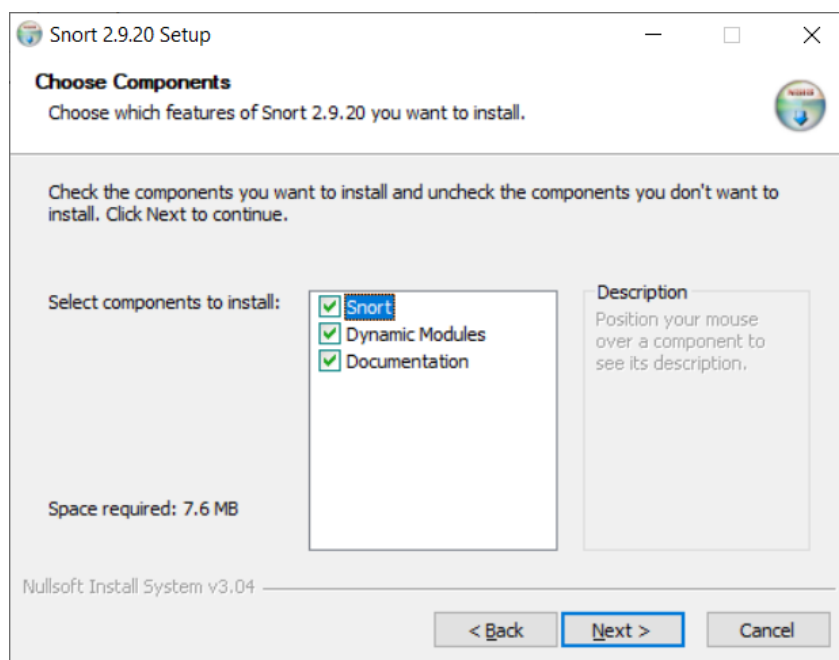 Snort 2.9.20 Setup
Choose Components
Choose which features of Snort 2.9.20 you want to install.
Check the components you want to install and uncheck the components you don't want to
install. Click Next to continue.
Select components to install:
Snort
Dynamic Modules
Documentation
Description
Position your mouse
over a component to
see its description.
Space required: 7.6 MB
Nullsoft Install System v3.04
< Back
Next >
Cancel